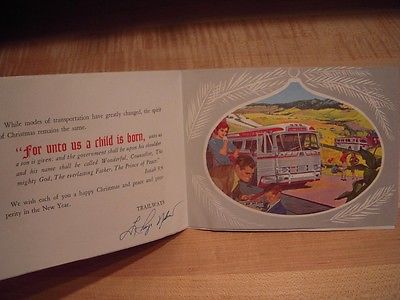 While modes of transportation have greatly changed, the spirit
of Christmas remains the same.
"For unto us a child is born, unto us
a son is given: and the government shall be upon his shoulder
and his name shall be called Wonderful, Counsellor, The
mighty God, The everlasting Father, The Prince of Peace."
Isaiah 9:6
We wish each of you a happy Christmas and peace and
perity in the New Year.
TRAILWAYS